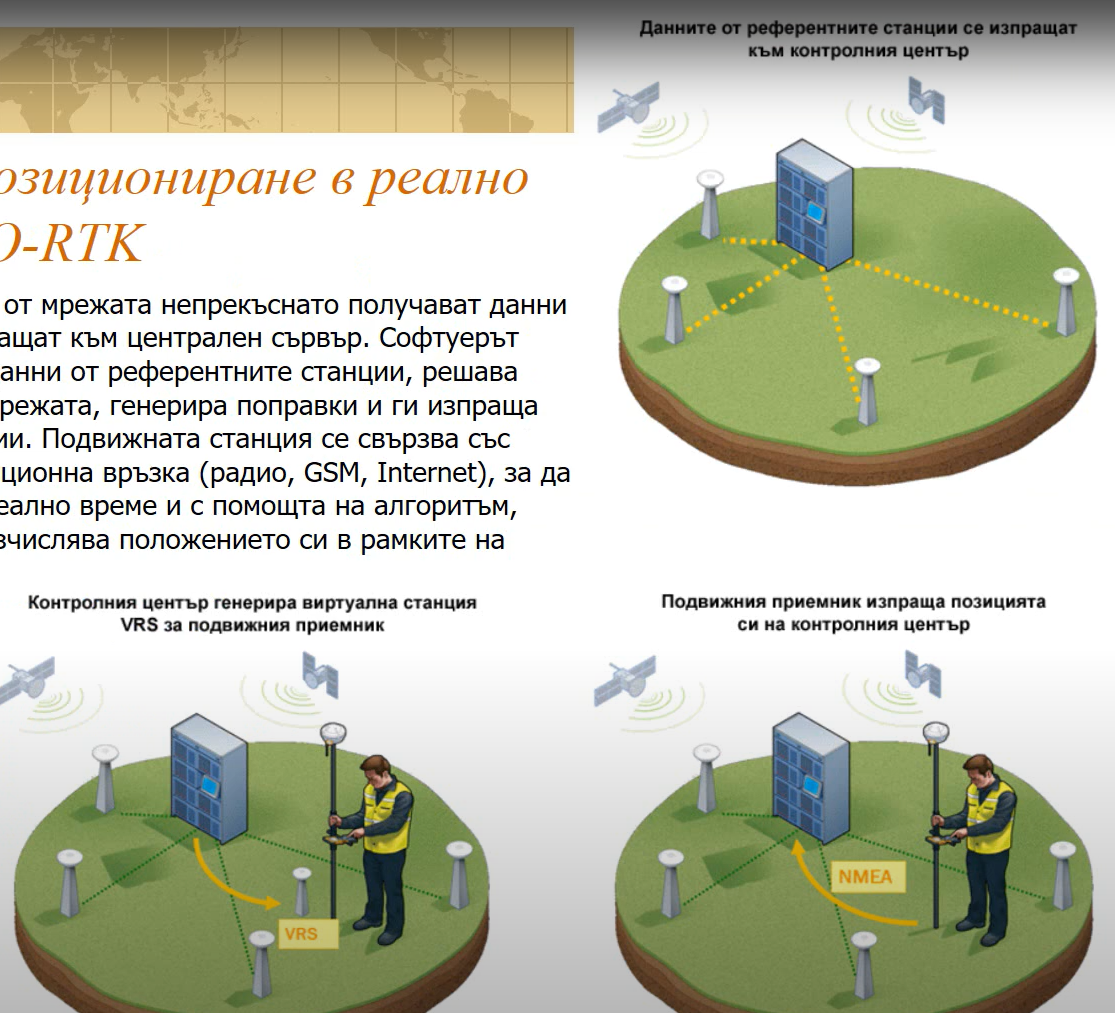 Данните от референтните станции се изпращат
към контролния център
озициониране в реално
О-RTK
от мрежата непрекъснато получават данни
ащат към централен сървър. Софтуерът
анни от референтните станции, решава
режата, генерира поправки и ги изпраща
ии. Подвижната станция се свързва със
ционна връзка (радио, GSM, Internet), за да
еално време и с помощта на алгоритъм,
зчислява положението си в рамките на
Контролния център генерира виртуална станция
VRS за подвижния приемник
VRS
Подвижния приемник изпраща позицията
си на контролния център
NMEA